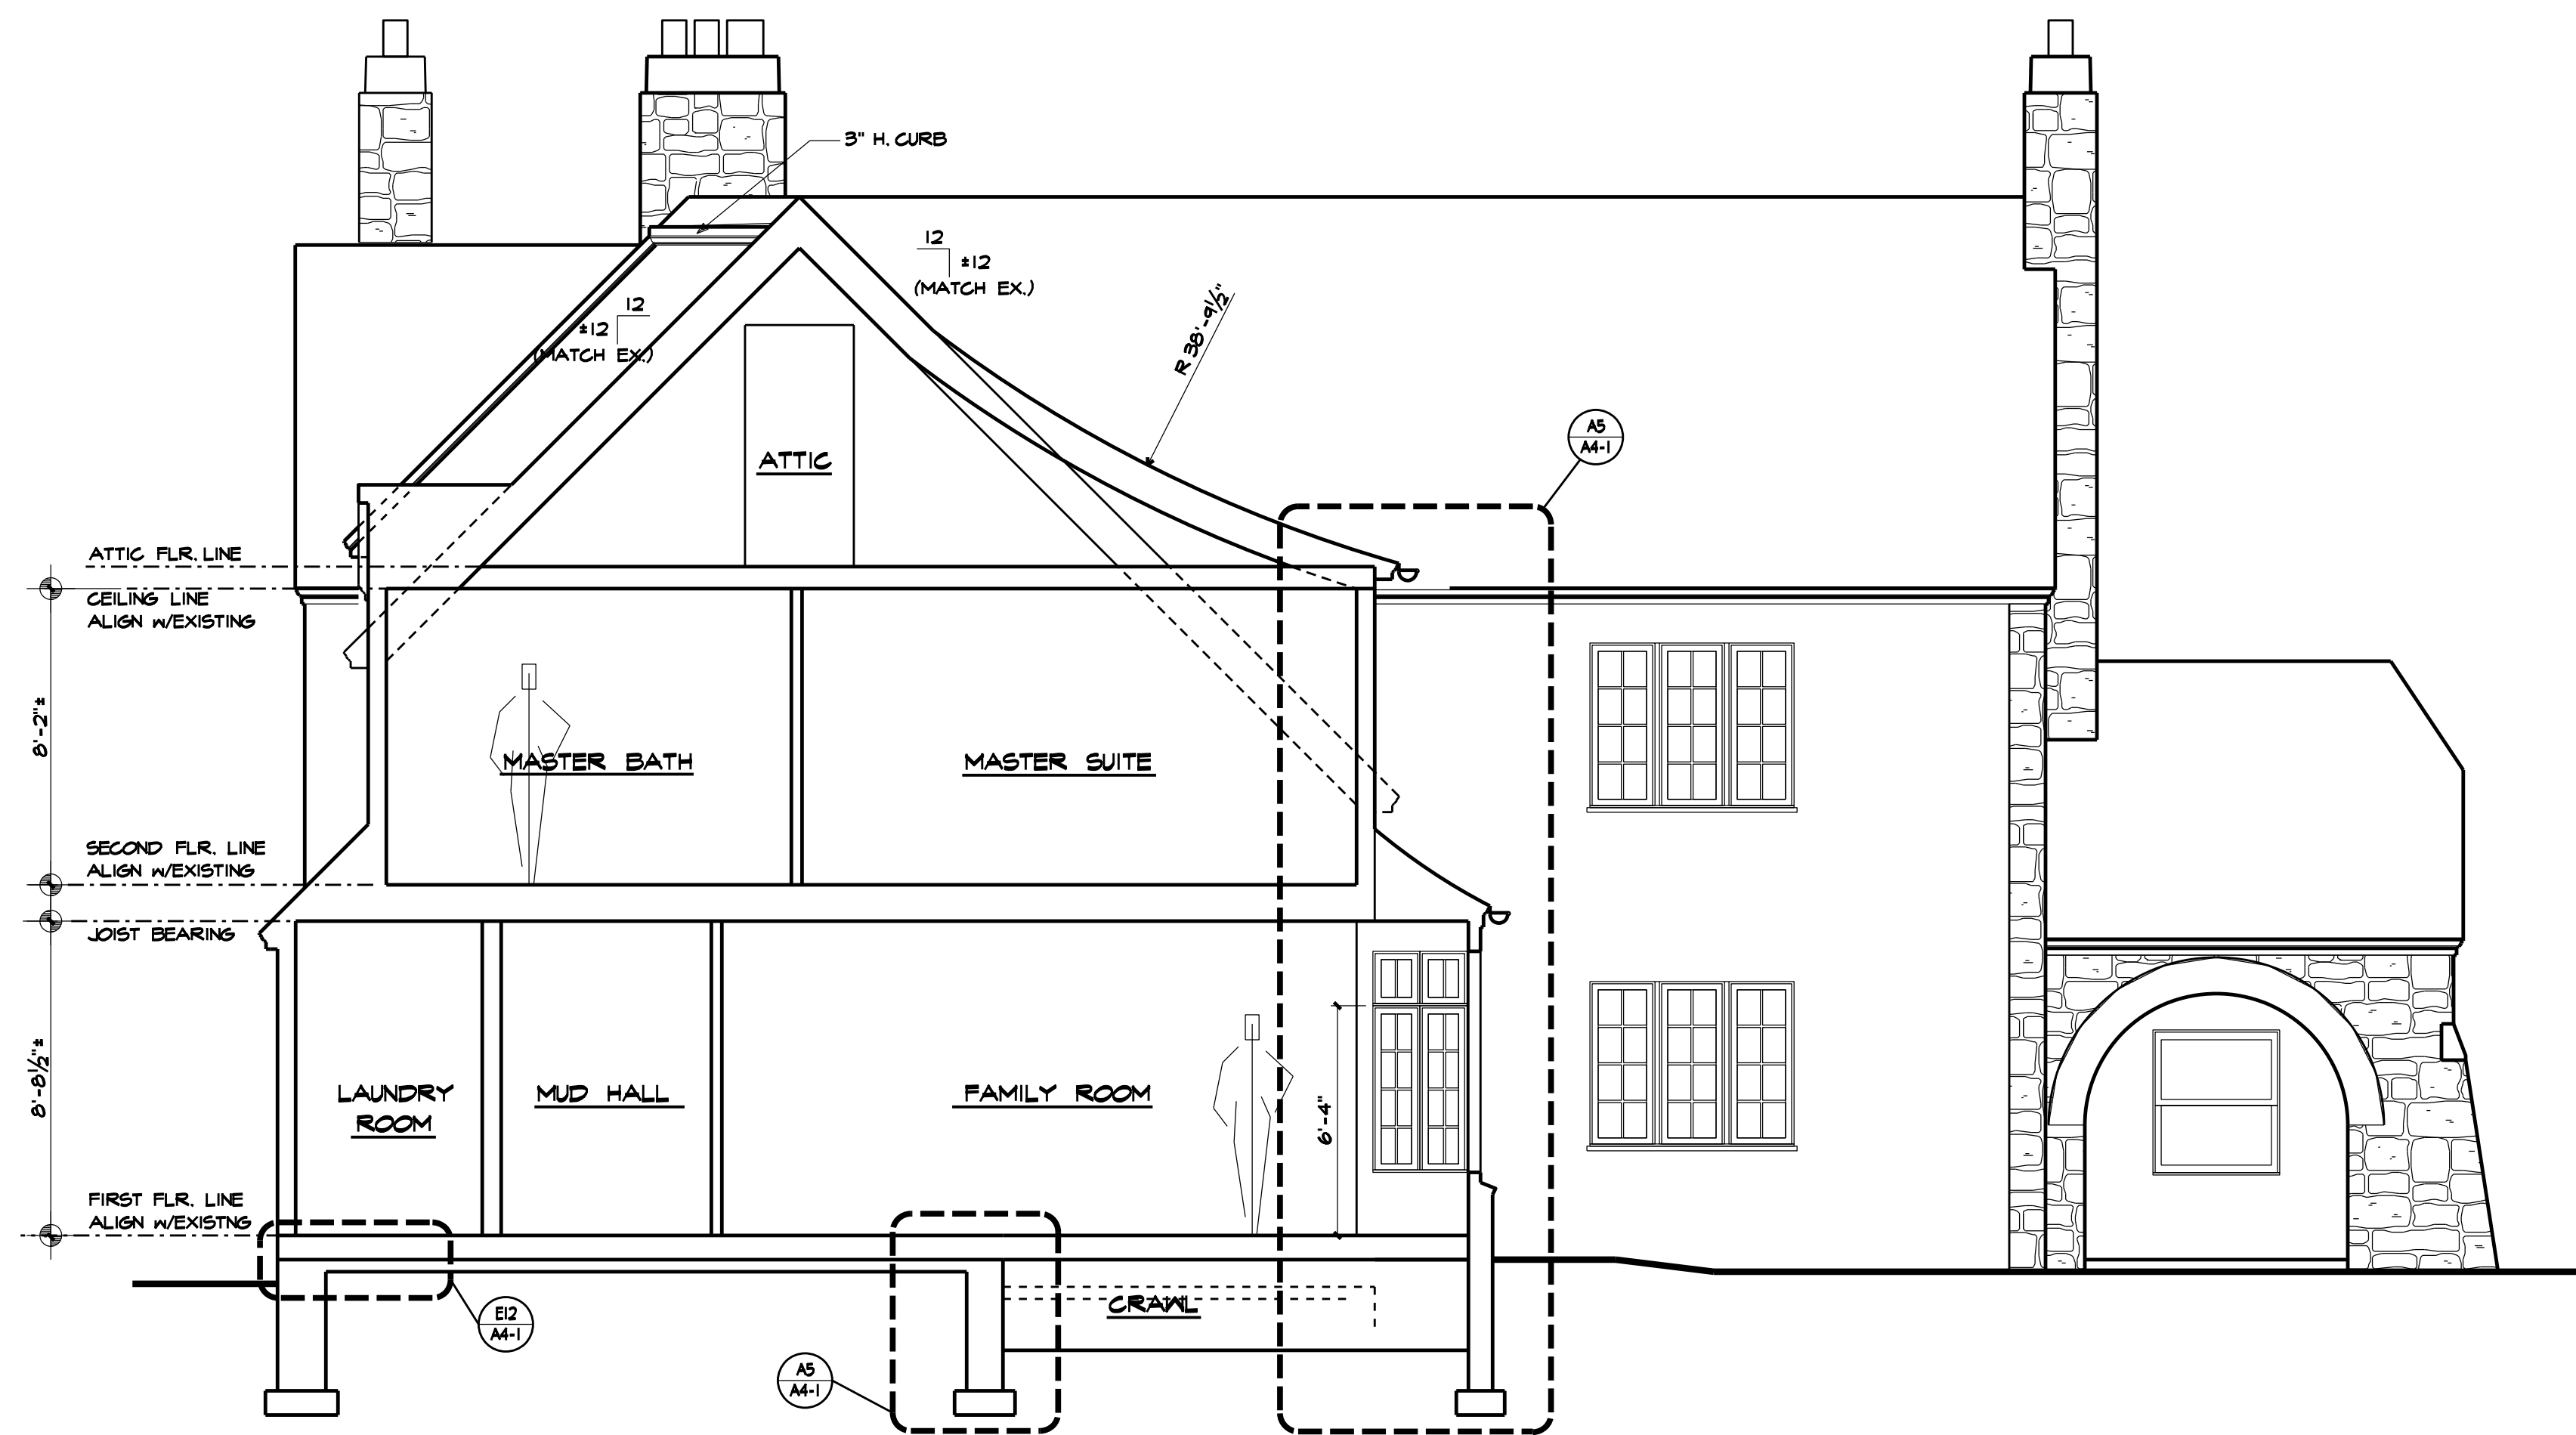 3" H. CURB
12
±12
(MATCH EX.)
12
±12
(MATCH EX.)
R 38'-9½"
A5
A4-1
ATTIC
ATTIC FLR. LINE
CEILING LINE
ALIGN w/EXISTING
8'-2"±
MASTER BATH
MASTER SUITE
SECOND FLR. LINE
ALIGN w/EXISTING
JOIST BEARING
8'-8½"±
LAUNDRY
ROOM
MUD HALL
FAMILY ROOM
6'-4"
FIRST FLR. LINE
ALIGN w/EXISTNG
CRAWL
E12
A4-1
A5
A4-1